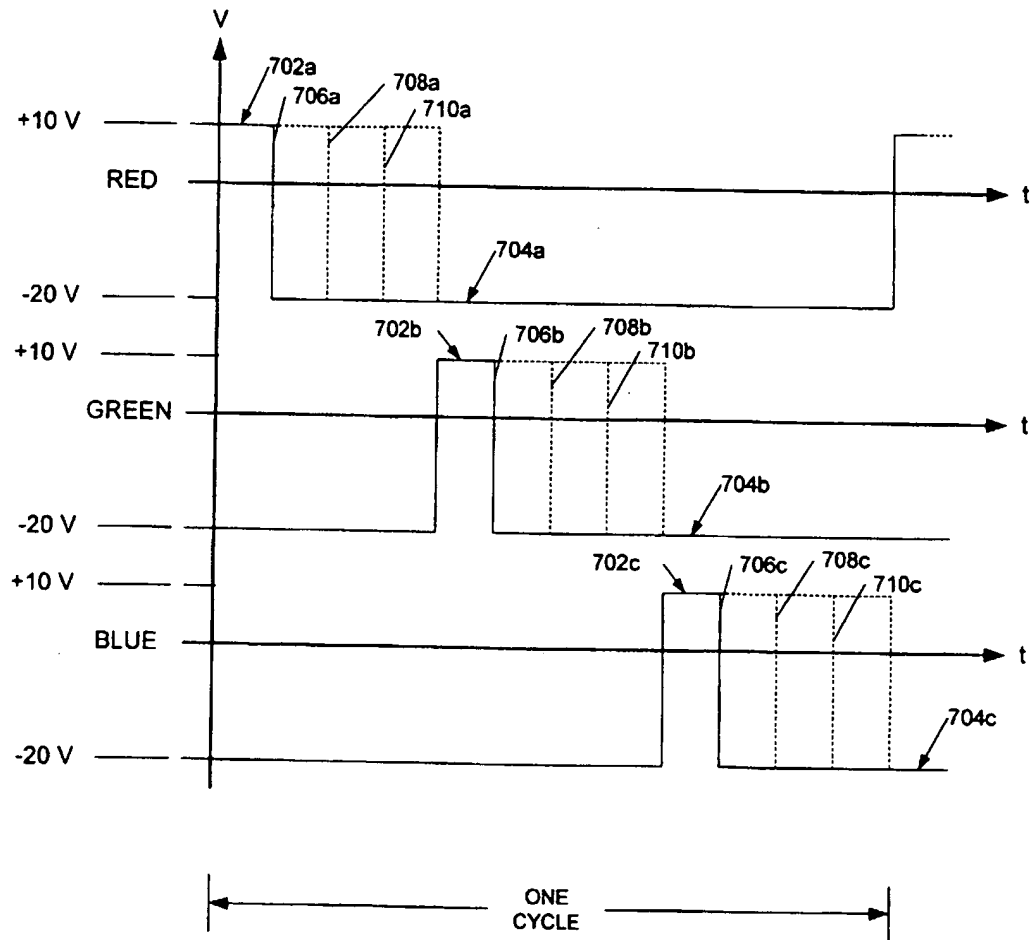 V
702a
708a
706a
710a
+10 V
RED
t
704a
-20 V
702b
706b
708b
+10 V
710b
GREEN
t
704b
-20 V
702c
706c
708c
+10 V
710c
BLUE
t
704c
-20 V
ONE
CYCLE